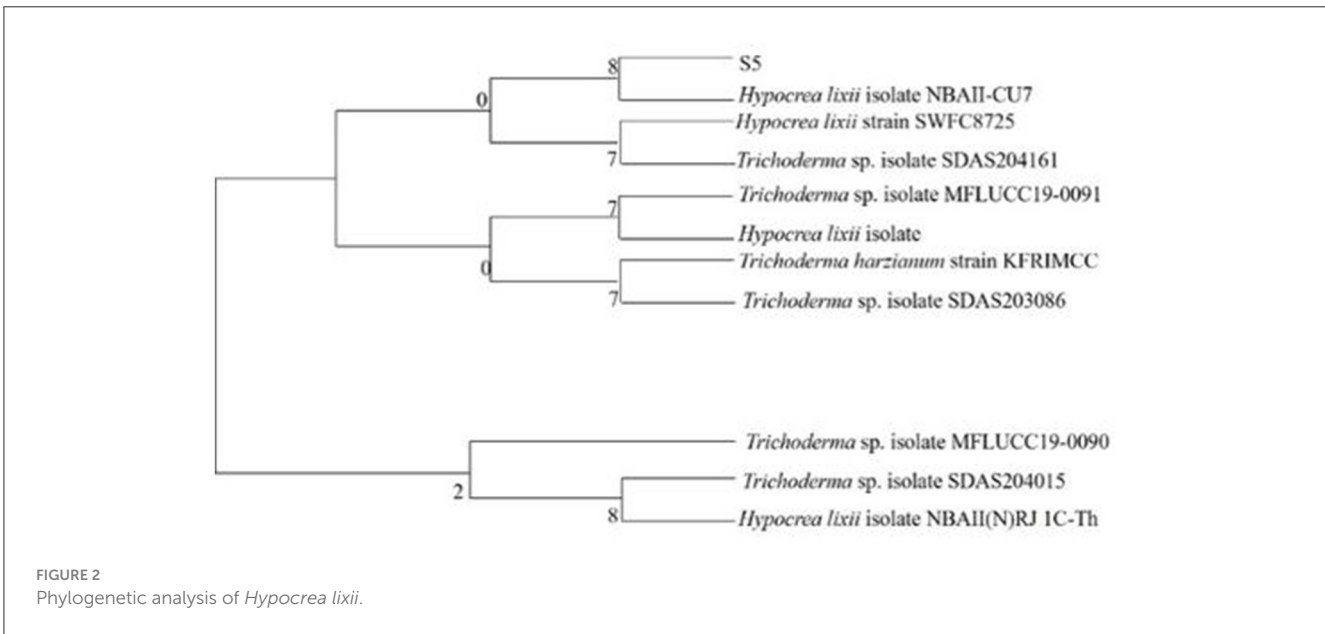 8
S5
0
Hypocrea lixii isolate NBAII-CU7
Hypocrea lixii strain SWFC8725
7
Trichoderma sp. isolate SDAS204161
7
Trichoderma sp. isolate MFLUCC19-0091
Hypocrea lixii isolate
0
Trichoderma harzianum strain KFRIMCC
7
Trichoderma sp. isolate SDAS203086
Trichoderma sp. isolate MFLUCC19-0090
2
Trichoderma sp. isolate SDAS204015
8
Hypocrea lixii isolate NBAII(N)RJ 1C-Th
FIGURE 2
Phylogenetic analysis of Hypocrea lixii.